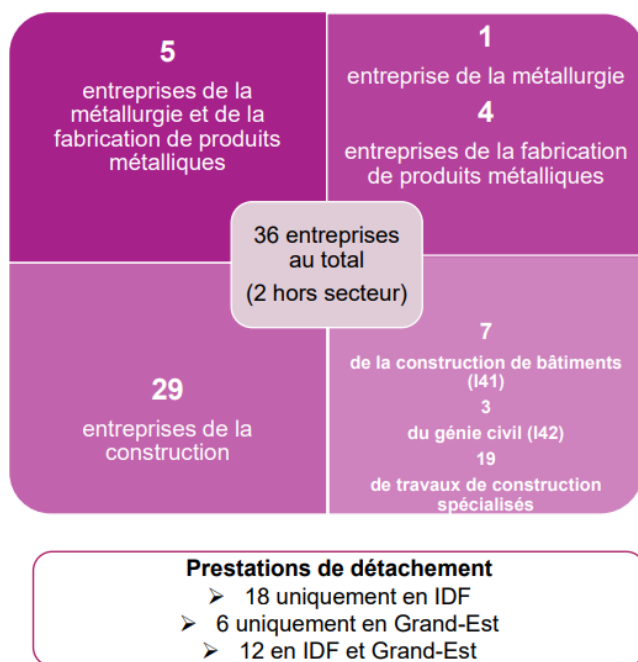 5
entreprises de la
métallurgie et de la
fabrication de produits
métalliques
1
entreprise de la métallurgie
4
entreprises de la fabrication
de produits métalliques
36 entreprises
au total
(2 hors secteur)
29
entreprises de la
construction
7
de la construction de bâtiments
(I41)
3
du génie civil (I42)
19
de travaux de construction
spécialisés
Prestations de détachement
➢ 18 uniquement en IDF
➢ 6 uniquement en Grand-Est
➢ 12 en IDF et Grand-Est